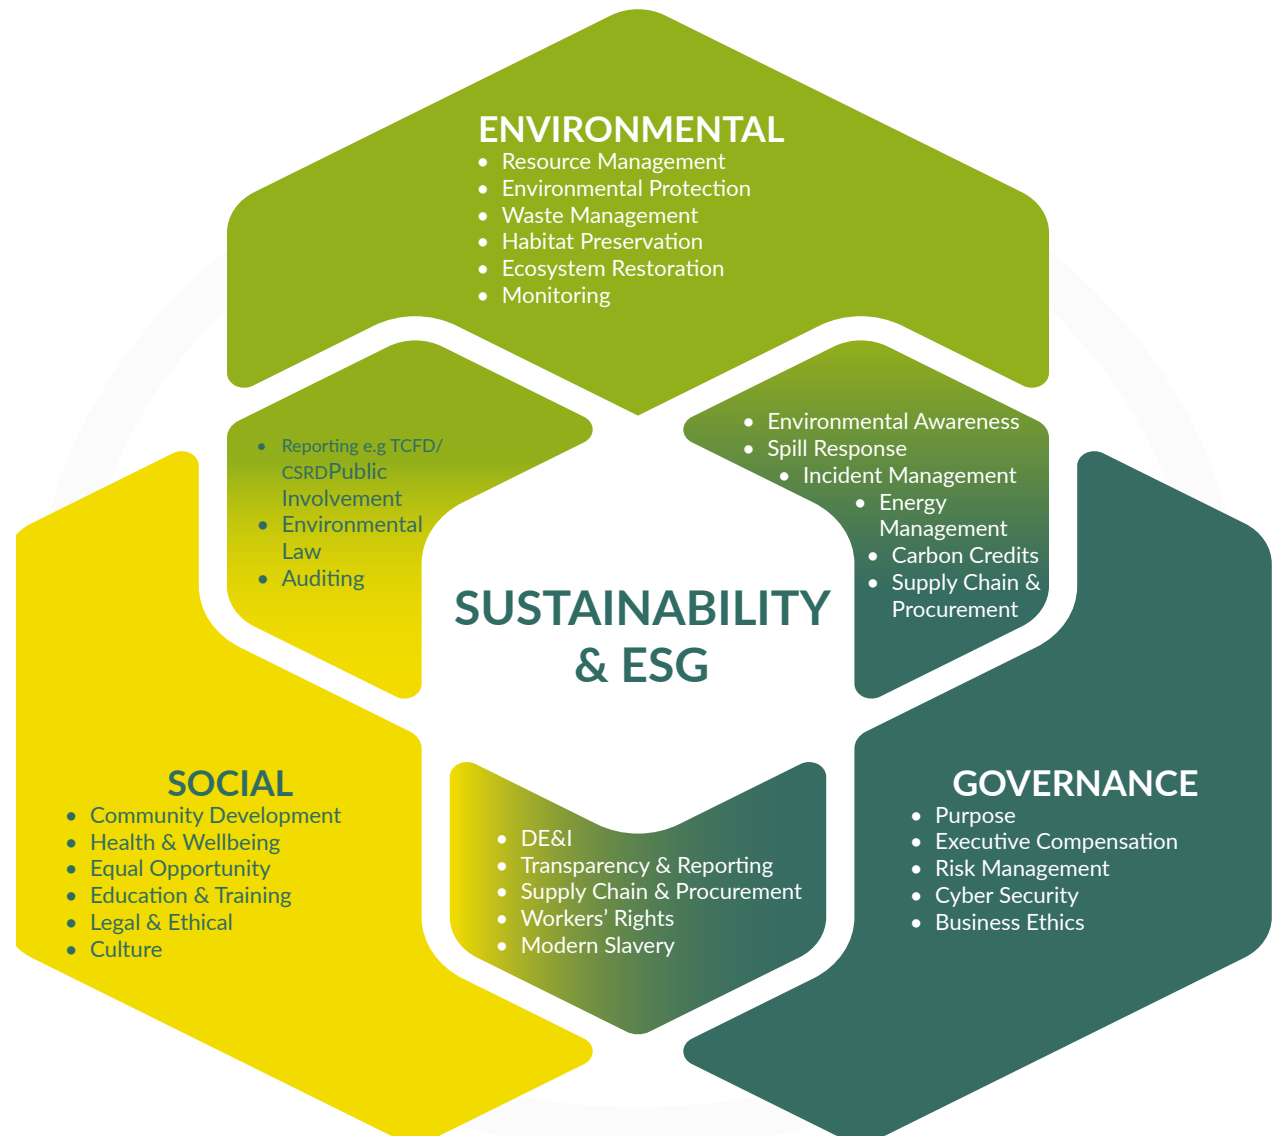 ENVIRONMENTAL
• Resource Management
• Environmental Protection
• Waste Management
• Habitat Preservation
• Ecosystem Restoration
• Monitoring
• Reporting e.g TCFD/
CSRDPublic
Involvement
• Environmental
Law
• Auditing
• Environmental Awareness
• Spill Response
• Incident Management
• Energy
Management
• Carbon Credits
• Supply Chain &
Procurement
SUSTAINABILITY
& ESG
SOCIAL
• Community Development
• Health & Wellbeing
• Equal Opportunity
• Education & Training
• Legal & Ethical
• Culture
• DE&I
• Transparency & Reporting
• Supply Chain & Procurement
• Workers’ Rights
• Modern Slavery
GOVERNANCE
• Purpose
• Executive Compensation
• Risk Management
• Cyber Security
• Business Ethics